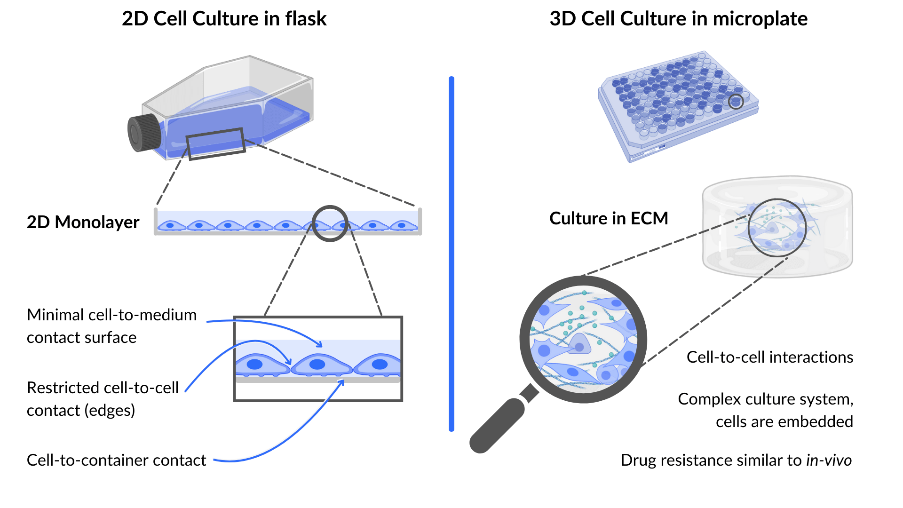 2D Cell Culture in flask
2D Monolayer
Minimal cell-to-medium
contact surface
Restricted cell-to-cell
contact (edges)
Cell-to-container contact
3D Cell Culture in microplate
Culture in ECM
Cell-to-cell interactions
Complex culture system,
cells are embedded
Drug resistance similar to in-vivo